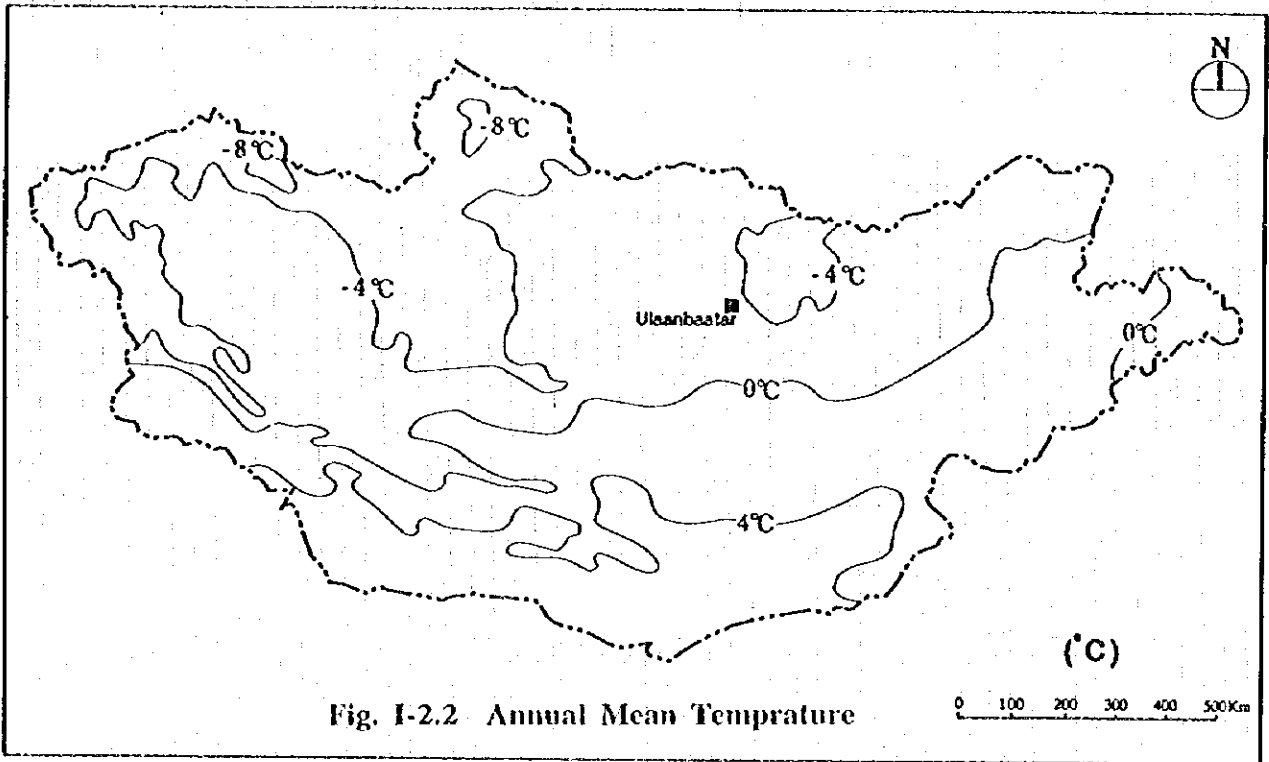 N
-8℃
-8℃
-4℃
-4℃
Ulaanbaatar
0℃
0℃
4℃
(℃)
Fig. I-2.2 Annual Mean Temprature
0 100 200 300 400 500Km